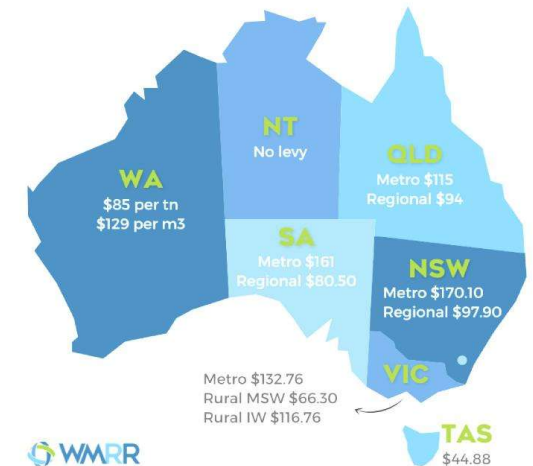 NT
No levy
QLD
Metro $115
Regional $94
WA
$85 per tn
$129 per m3
SA
Metro $161
Regional $80.50
NSW
Metro $170.10
Regional $97.90
VIC
Metro $132.76
Rural MSW $66.30
Rural IW $116.76
TAS
$44.88
WMRR